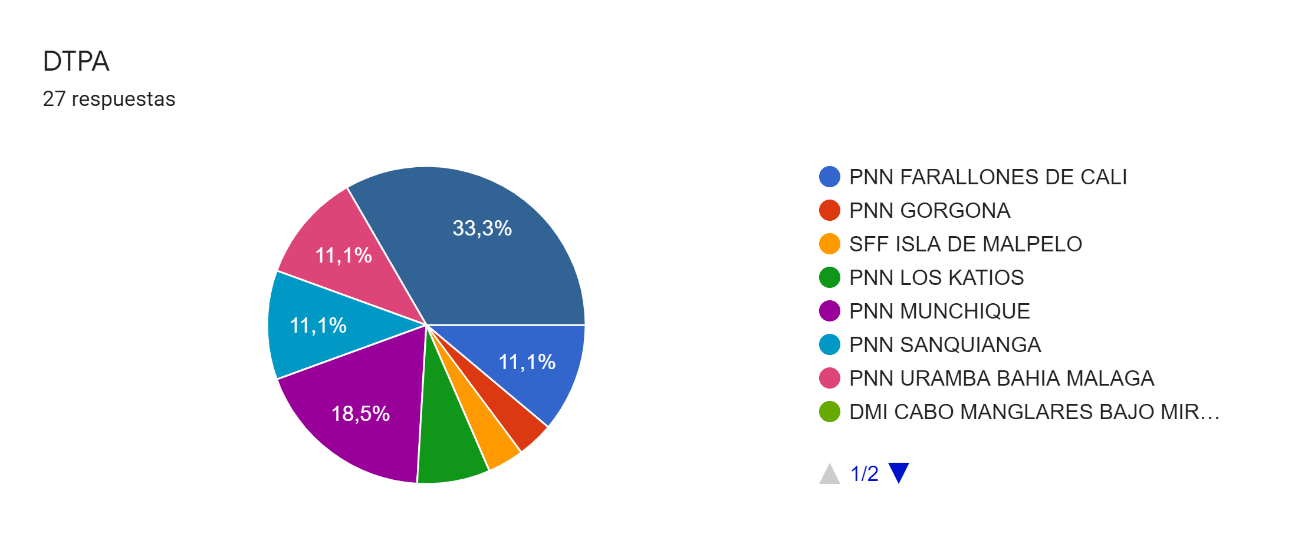 DTPA
27 respuestas
33,3%
11,1%
11,1%
11,1%
18,5%
PNN FARALLONES DE CALI
PNN GORGONA
SFF ISLA DE MALPELO
PNN LOS KATIOS
PNN MUNCHIQUE
PNN SANQUIANGA
PNN URAMBA BAHIA MALAGA
DMI CABO MANGLARES BAJO MIR…
1/2